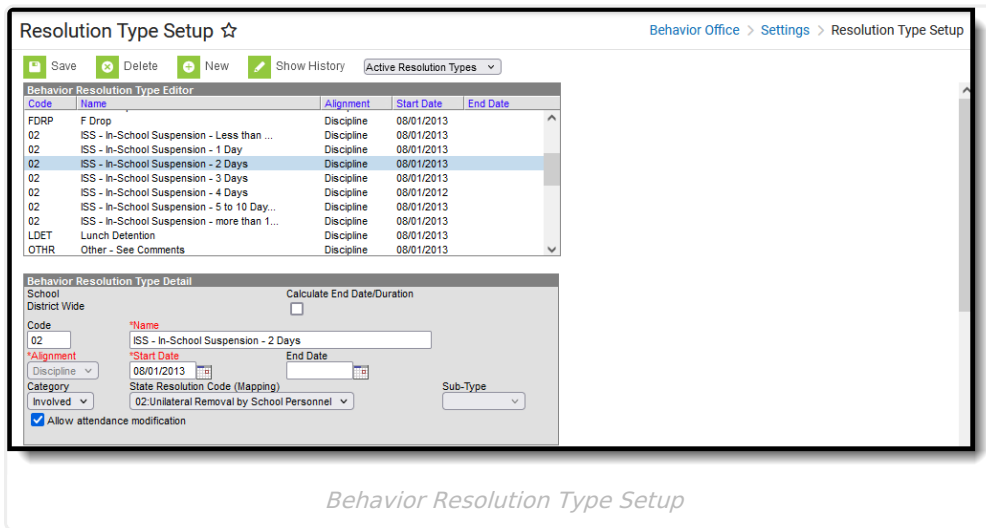 Resolution Type Setup ☆ Behavior Office > Settings > Resolution Type Setup
Save Delete New Show History Active Resolution Types
Behavior Resolution Type Editor
Code Name Alignment Start Date End Date
FDRP F Drop Discipline 08/01/2013
02 ISS - In-School Suspension - Less than ... Discipline 08/01/2013
02 ISS - In-School Suspension - 1 Day Discipline 08/01/2013
02 ISS - In-School Suspension - 2 Days Discipline 08/01/2013
02 ISS - In-School Suspension - 3 Days Discipline 08/01/2013
02 ISS - In-School Suspension - 4 Days Discipline 08/01/2012
02 ISS - In-School Suspension - 5 to 10 Day... Discipline 08/01/2013
02 ISS - In-School Suspension - more than 1... Discipline 08/01/2013
LDET Lunch Detention Discipline 08/01/2013
OTHR Other - See Comments Discipline 08/01/2013
Behavior Resolution Type Detail
School Calculate End Date/Duration
District Wide
Code *Name
02 ISS - In-School Suspension - 2 Days
*Alignment *Start Date End Date
Discipline 08/01/2013
Category State Resolution Code (Mapping) Sub-Type
Involved 02:Unilateral Removal by School Personnel
Allow attendance modification
Behavior Resolution Type Setup